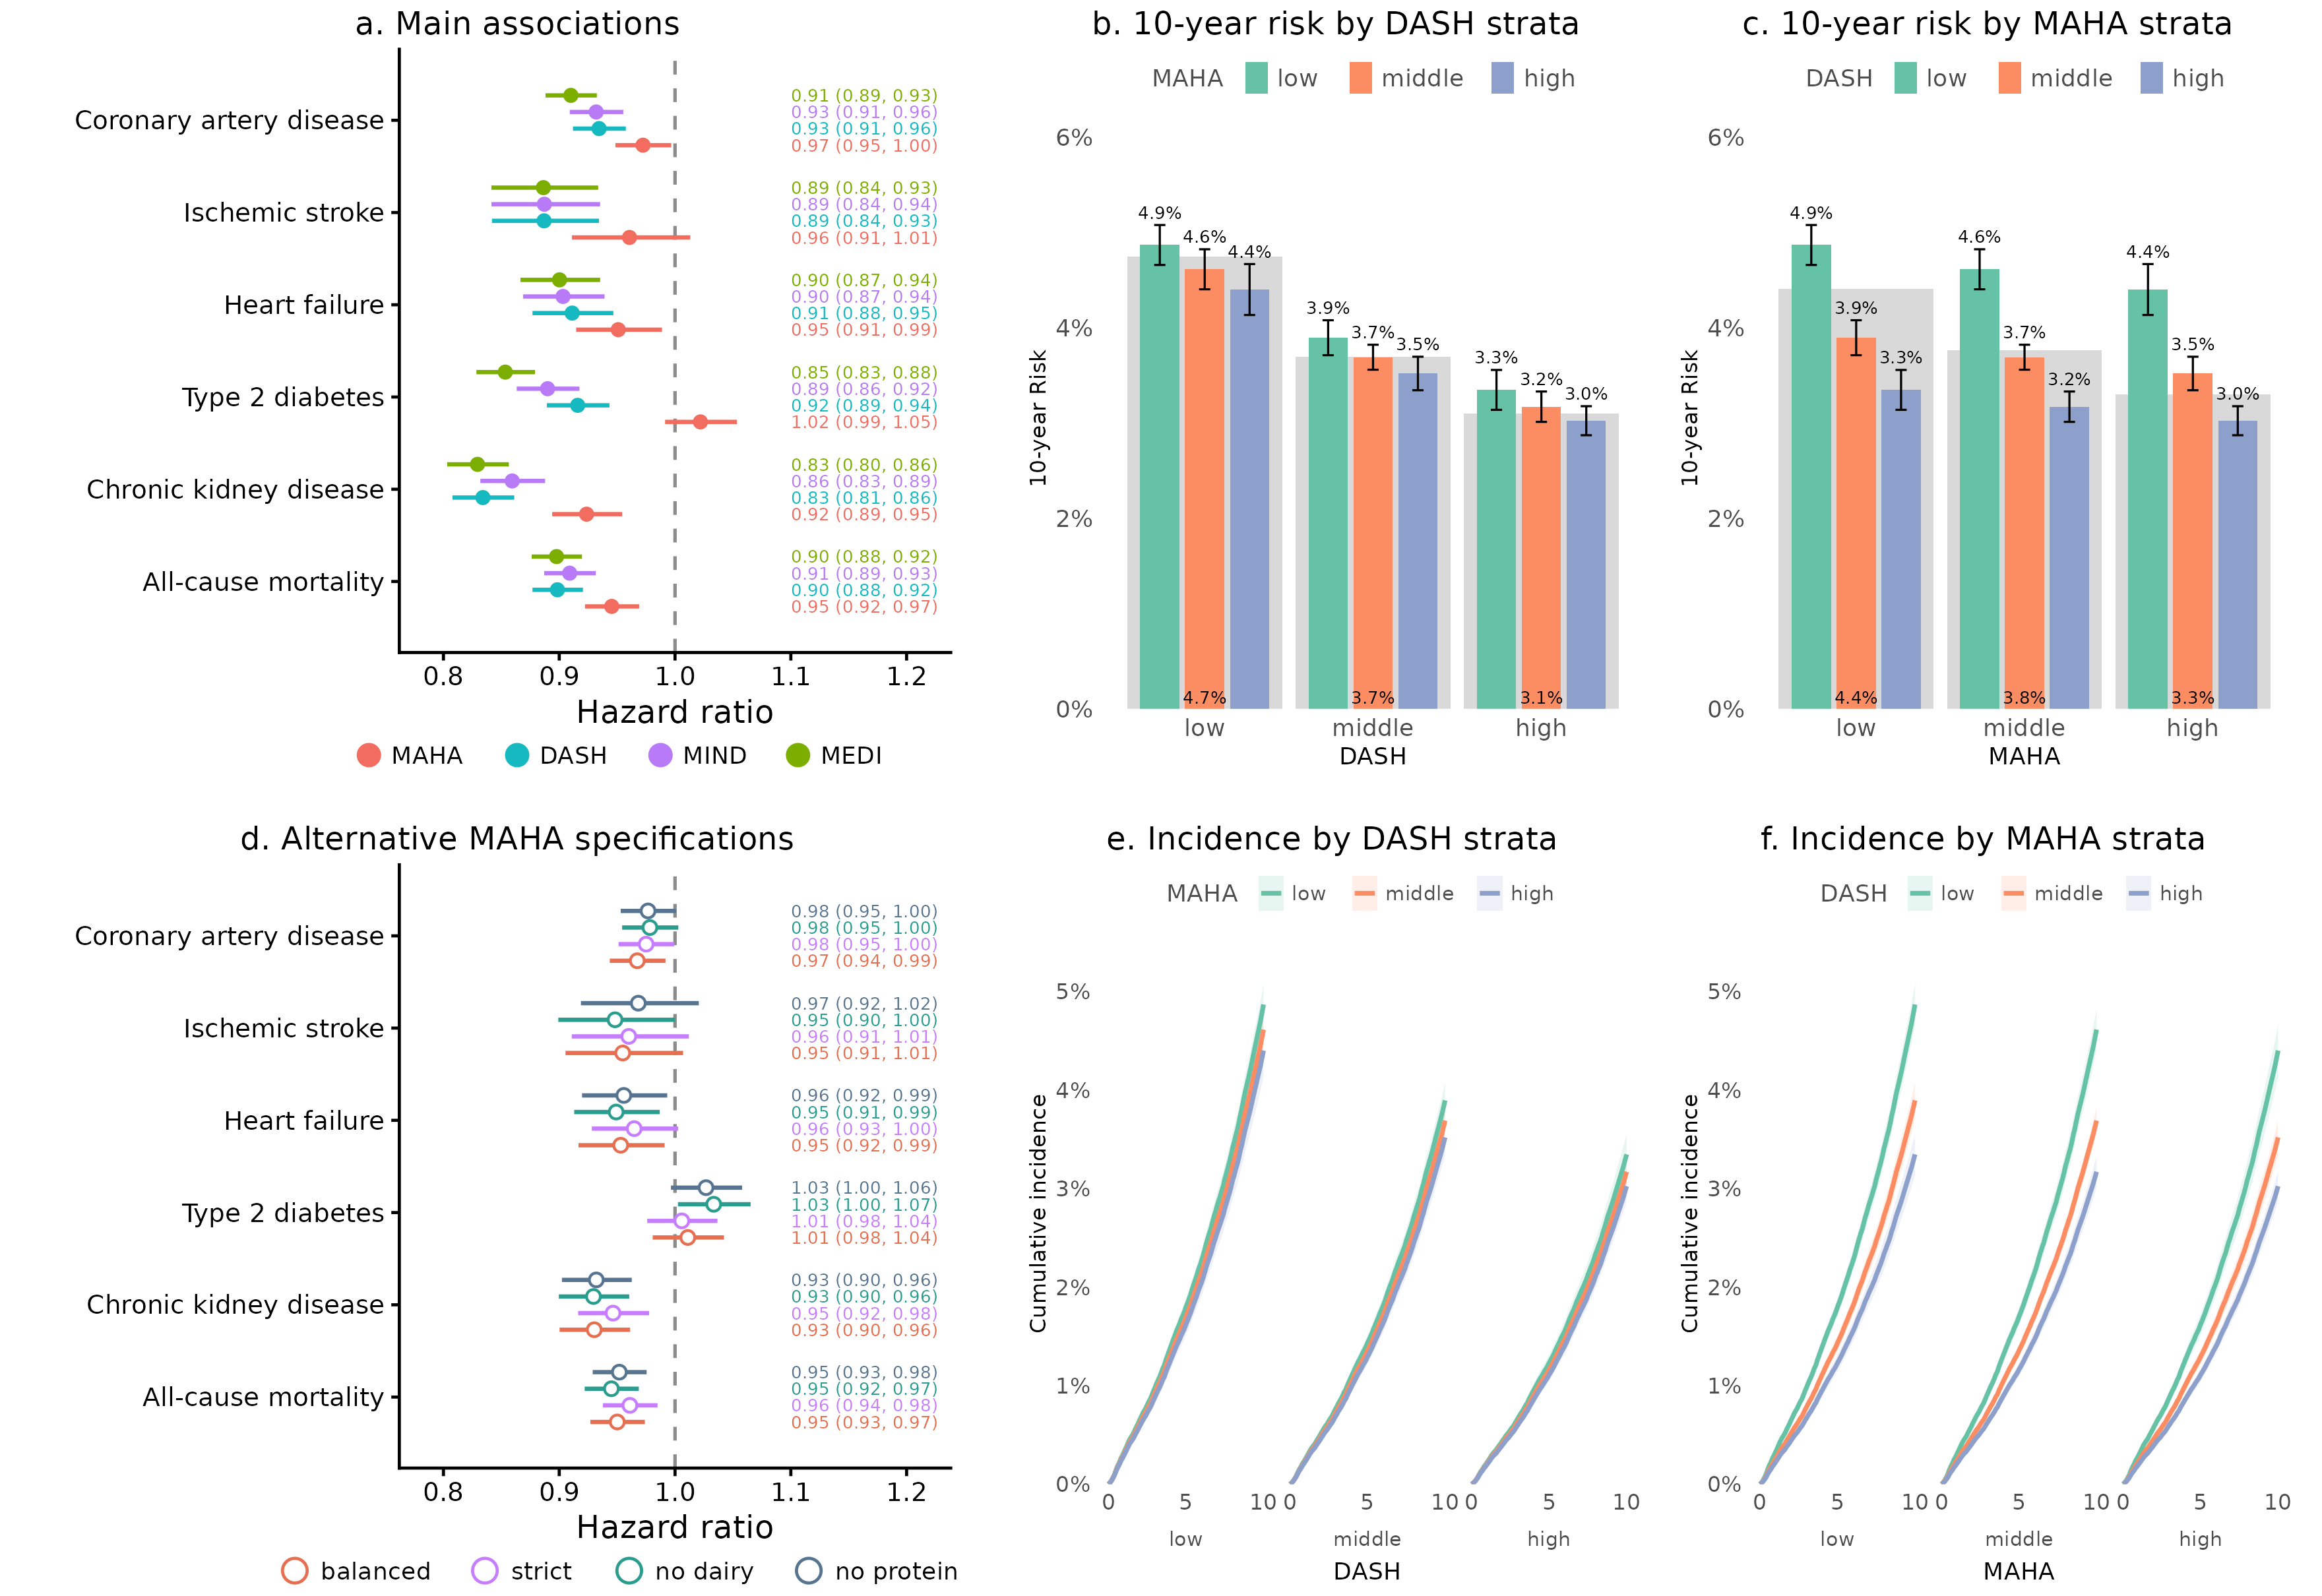 a. Main associations
Coronary artery disease
0.91 (0.89, 0.93)
0.93 (0.91, 0.96)
0.93 (0.91, 0.96)
0.97 (0.95, 1.00)
Ischemic stroke
0.89 (0.84, 0.93)
0.89 (0.84, 0.94)
0.89 (0.84, 0.93)
0.96 (0.91, 1.01)
Heart failure
0.90 (0.87, 0.94)
0.90 (0.87, 0.94)
0.91 (0.88, 0.95)
0.95 (0.91, 0.99)
Type 2 diabetes
0.85 (0.83, 0.88)
0.89 (0.86, 0.92)
0.92 (0.89, 0.94)
1.02 (0.99, 1.05)
Chronic kidney disease
0.83 (0.80, 0.86)
0.86 (0.83, 0.89)
0.83 (0.81, 0.86)
0.92 (0.89, 0.95)
All-cause mortality
0.90 (0.88, 0.92)
0.91 (0.89, 0.93)
0.90 (0.88, 0.92)
0.95 (0.92, 0.97)
0.8 0.9 1.0 1.1 1.2
Hazard ratio
MAHA DASH MIND MEDI
b. 10-year risk by DASH strata
MAHA low middle high
10-year Risk
6%
4%
2%
0%
4.9% 4.6% 4.4%
3.9% 3.7% 3.5%
3.3% 3.2% 3.0%
4.7% 3.7% 3.1%
low middle high
DASH
c. 10-year risk by MAHA strata
DASH low middle high
10-year Risk
6%
4%
2%
0%
4.9% 3.9% 3.3%
4.6% 3.7% 3.2%
4.4% 3.5% 3.0%
4.4% 3.8% 3.3%
low middle high
MAHA
d. Alternative MAHA specifications
Coronary artery disease
0.98 (0.95, 1.00)
0.98 (0.95, 1.00)
0.98 (0.95, 1.00)
0.97 (0.94, 0.99)
Ischemic stroke
0.97 (0.92, 1.02)
0.95 (0.90, 1.00)
0.96 (0.91, 1.01)
0.95 (0.91, 1.01)
Heart failure
0.96 (0.92, 0.99)
0.95 (0.91, 0.99)
0.96 (0.93, 1.00)
0.95 (0.92, 0.99)
Type 2 diabetes
1.03 (1.00, 1.06)
1.03 (1.00, 1.07)
1.01 (0.98, 1.04)
1.01 (0.98, 1.04)
Chronic kidney disease
0.93 (0.90, 0.96)
0.93 (0.90, 0.96)
0.95 (0.92, 0.98)
0.93 (0.90, 0.96)
All-cause mortality
0.95 (0.93, 0.98)
0.95 (0.92, 0.97)
0.96 (0.94, 0.98)
0.95 (0.93, 0.97)
0.8 0.9 1.0 1.1 1.2
Hazard ratio
balanced strict no dairy no protein
e. Incidence by DASH strata
MAHA low middle high
Cumulative incidence
5%
4%
3%
2%
1%
0%
0 5 10 0 5 10 0 5 10
low middle high
DASH
f. Incidence by MAHA strata
DASH low middle high
Cumulative incidence
5%
4%
3%
2%
1%
0%
0 5 10 0 5 10 0 5 10
low middle high
MAHA